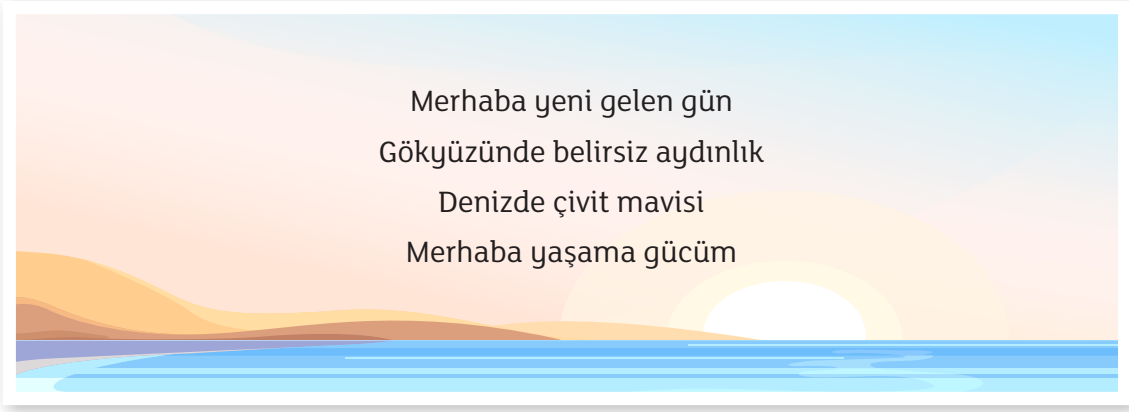 Merhaba yeni gelen gün
Gökyüzünde belirsiz aydınlık
Denizde çivit mavisi
Merhaba yaşama gücüm